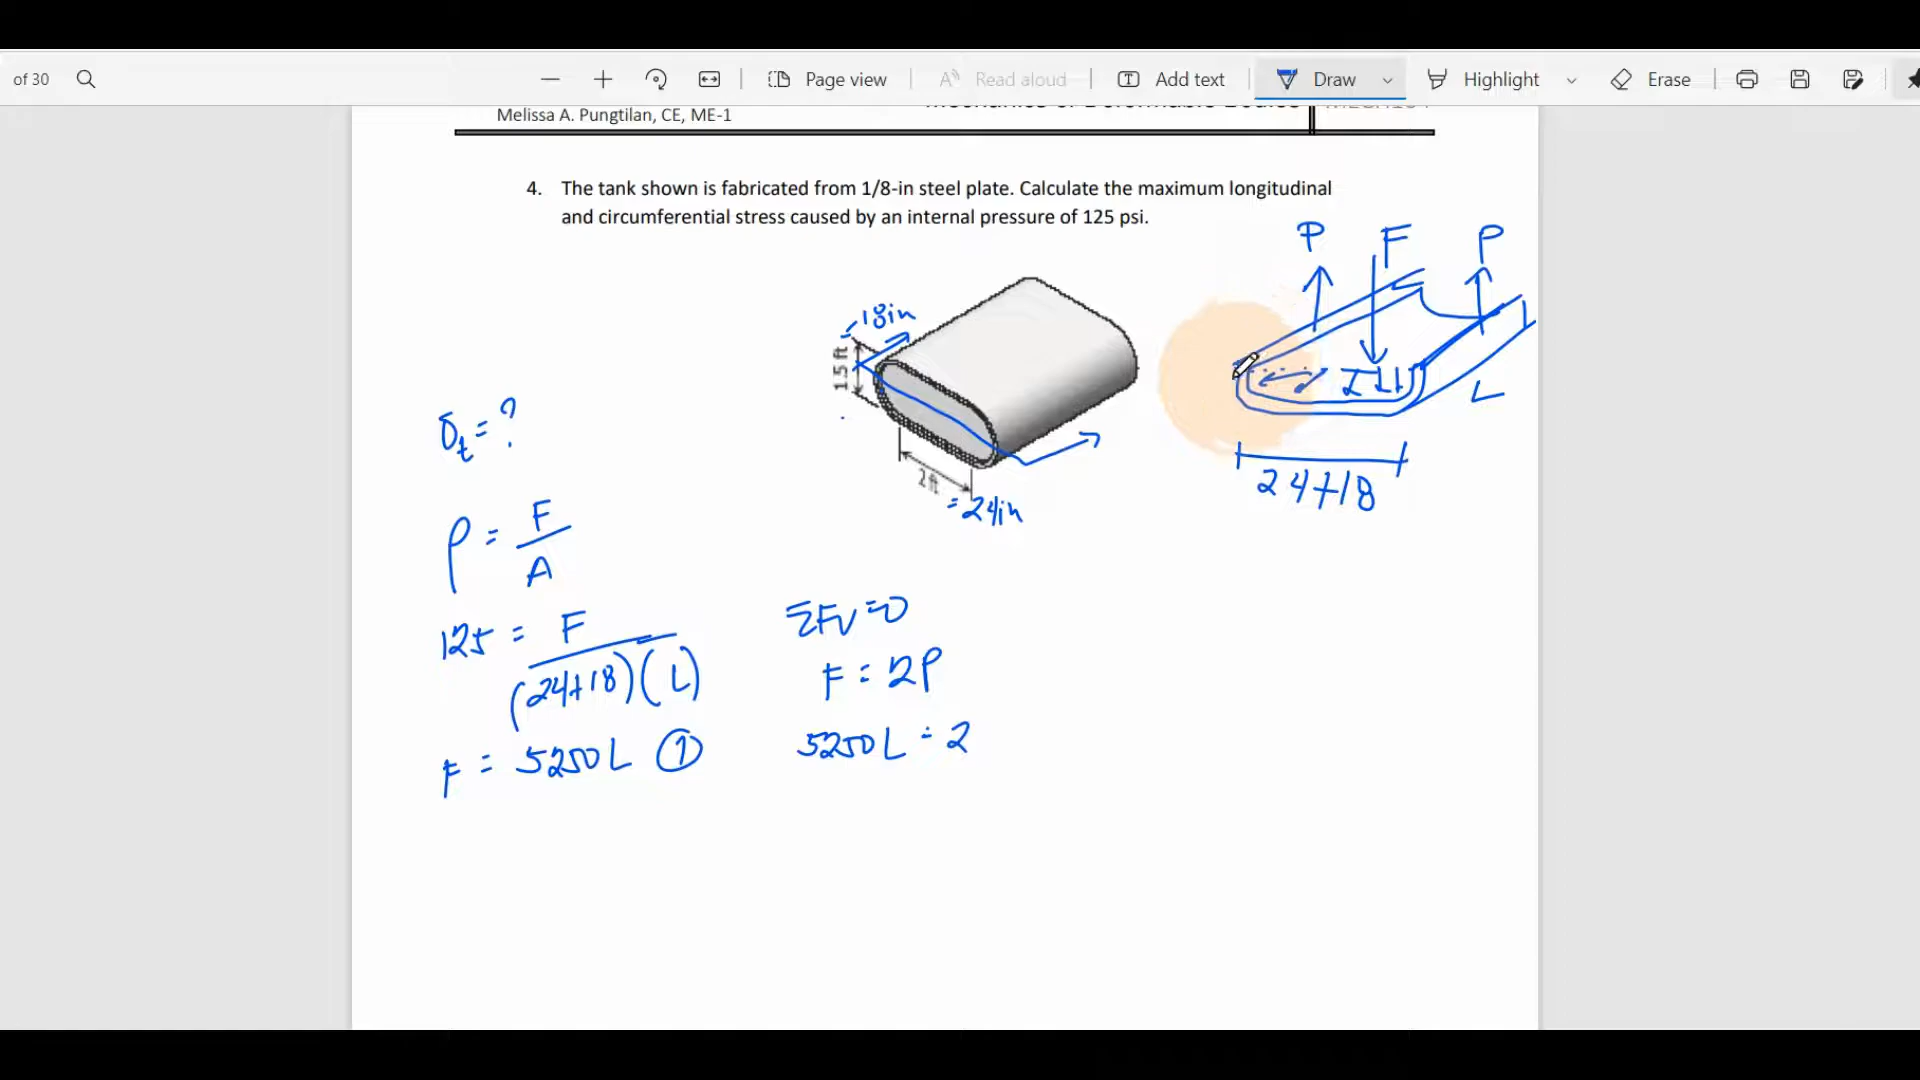 of 30
Page view
Read aloud
Add text
Draw
Highlight
Erase
Melissa A. Pungtilan, CE, ME-1
4. The tank shown is fabricated from 1/8-in steel plate. Calculate the maximum longitudinal
and circumferential stress caused by an internal pressure of 125 psi.
P F P
= 18in
1.5 ft
L
24+18
2 ft
= 24in
σt = ?
ρ = F/A
125 = F/(24+18)(L)
F = 5250L ①
ΣFv=0
F = 2P
5250L = 2